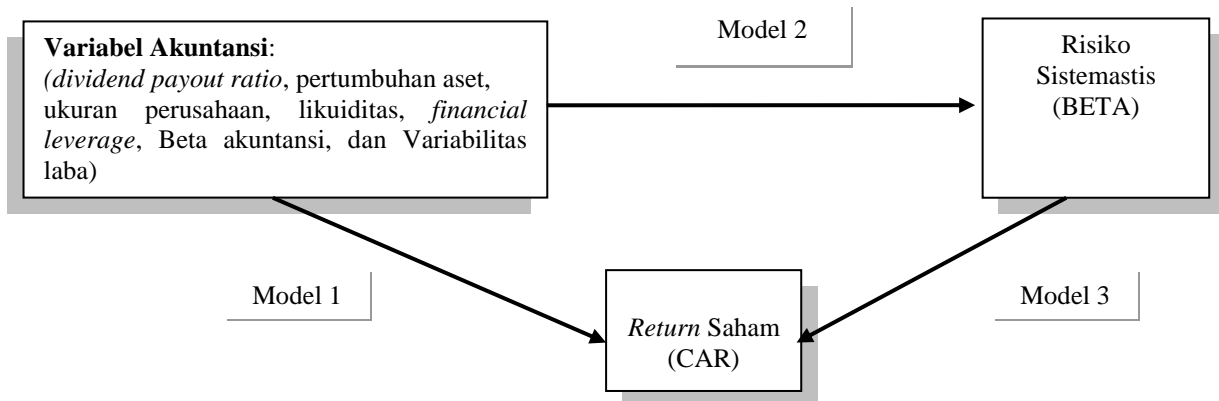 Variabel Akuntansi:
(dividend payout ratio, pertumbuhan aset,
ukuran perusahaan, likuiditas, financial
leverage, Beta akuntansi, dan Variabilitas
laba)
Model 2
Risiko
Sistemastis
(BETA)
Model 1
Return Saham
(CAR)
Model 3